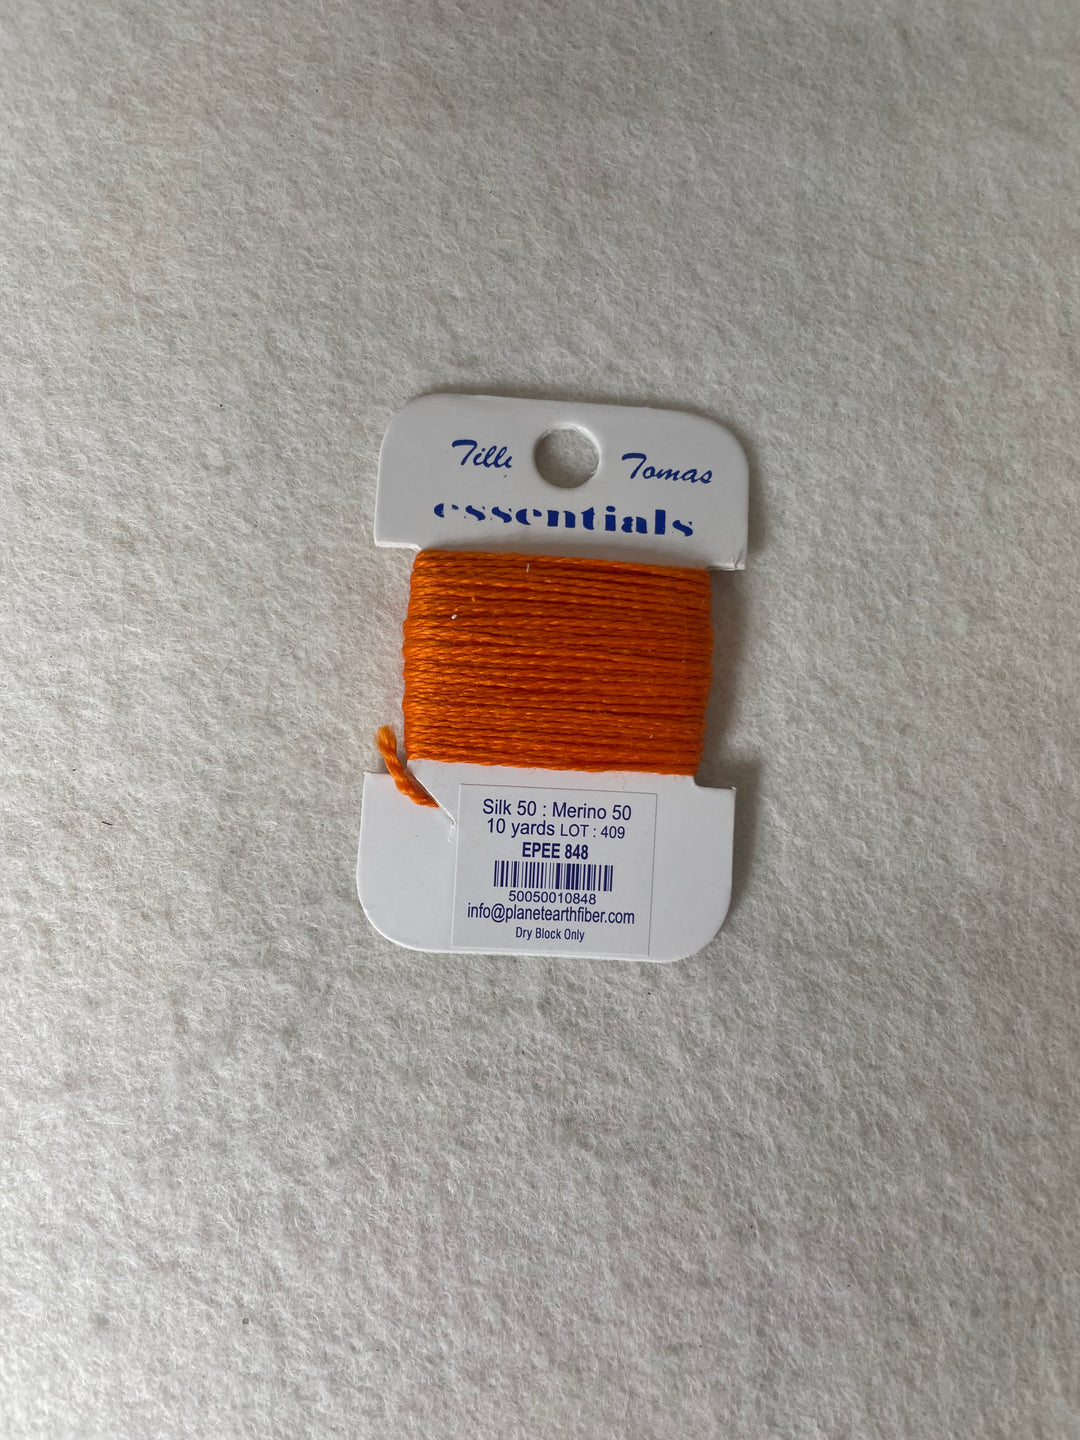 Tilli Tomas
essentials
Silk 50 : Merino 50
10 yards LOT : 409
EPEE 848
50050010848
info@planetearthfiber.com
Dry Block Only